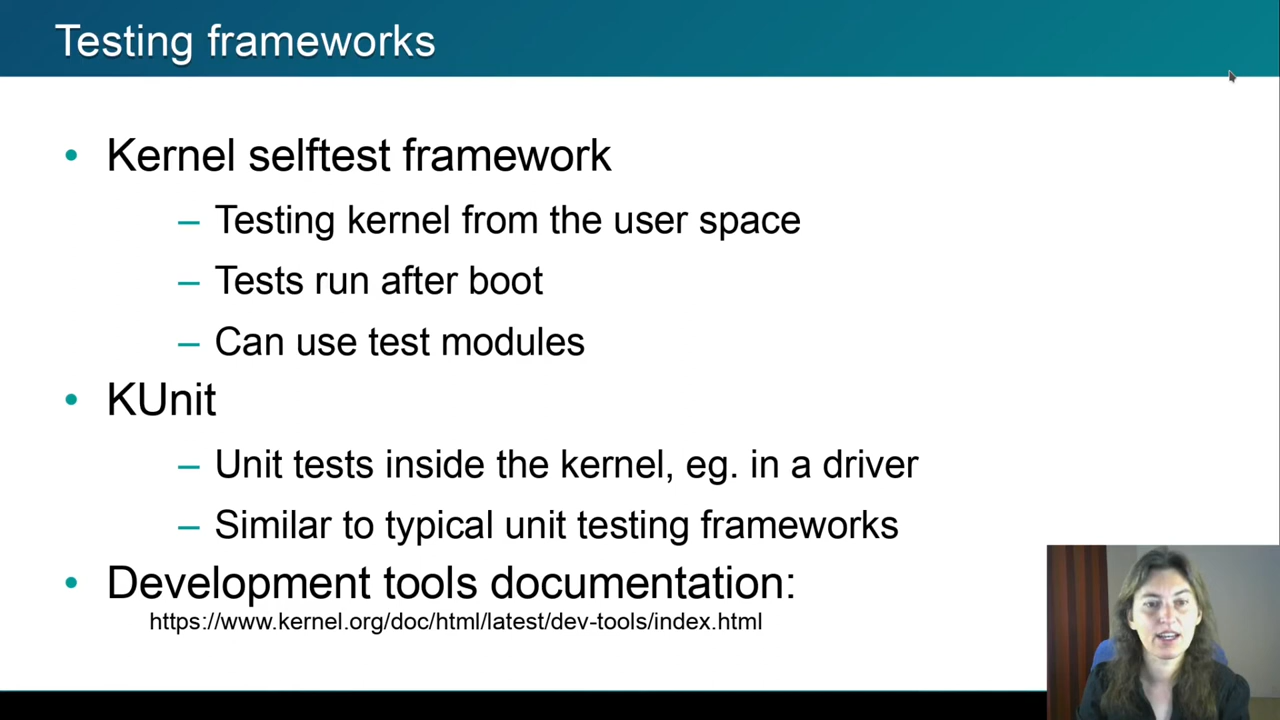 Testing frameworks
• Kernel selftest framework
– Testing kernel from the user space
– Tests run after boot
– Can use test modules
• KUnit
– Unit tests inside the kernel, eg. in a driver
– Similar to typical unit testing frameworks
• Development tools documentation:
https://www.kernel.org/doc/html/latest/dev-tools/index.html